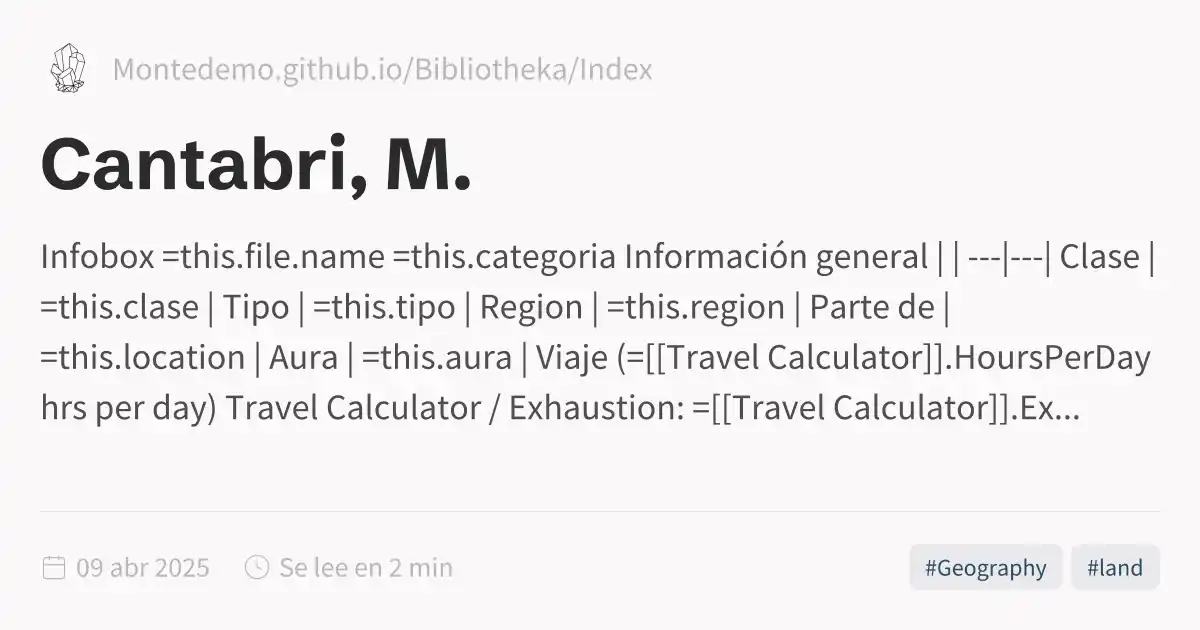 Montedemo.github.io/Bibliotheka/Index
Cantabri, M.
Infobox =this.file.name =this.categoria Información general | | ---|---| Clase |
=this.clase | Tipo | =this.tipo | Region | =this.region | Parte de |
=this.location | Aura | =this.aura | Viaje (=[[Travel Calculator]].HoursPerDay
hrs per day) Travel Calculator / Exhaustion: =[[Travel Calculator]].Ex...
09 abr 2025 Se lee en 2 min #Geography #land